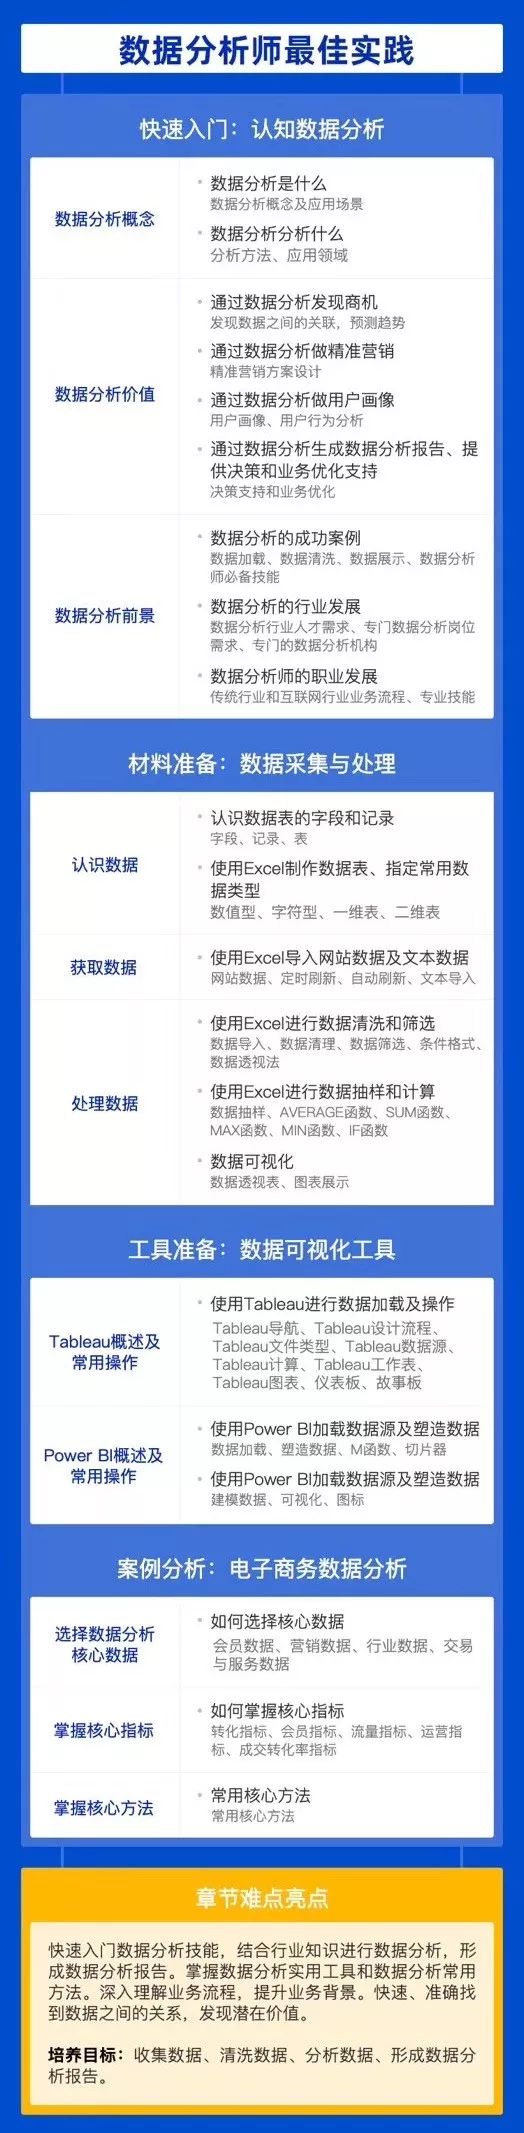 数据分析师最佳实践
快速入门：认知数据分析
数据分析概念
数据分析是什么
数据分析概念及应用场景
数据分析分析什么
分析方法、应用领域
数据分析价值
通过数据分析发现商机
发现数据之间的关联，预测趋势
通过数据分析做精准营销
精准营销方案设计
通过数据分析做用户画像
用户画像、用户行为分析
通过数据分析生成数据分析报告、提
供决策和业务优化支持
决策支持和业务优化
数据分析前景
数据分析的成功案例
数据加载、数据清洗、数据展示、数据分析
师必备技能
数据分析的行业发展
数据分析行业人才需求、专门数据分析岗位
需求、专门的数据分析机构
数据分析师的职业发展
传统行业和互联网行业业务流程、专业技能
材料准备：数据采集与处理
认识数据
认识数据表的字段和记录
字段、记录、表
使用Excel制作数据表、指定常用数
据类型
数值型、字符型、一维表、二维表
获取数据
使用Excel导入网站数据及文本数据
网站数据、定时刷新、自动刷新、文本导入
处理数据
使用Excel进行数据清洗和筛选
数据导入、数据清理、数据筛选、条件格式、
数据透视法
使用Excel进行数据抽样和计算
数据抽样、AVERAGE函数、SUM函数、
MAX函数、MIN函数、IF函数
数据可视化
数据透视表、图表展示
工具准备：数据可视化工具
Tableau概述及
常用操作
使用Tableau进行数据加载及操作
Tableau导航、Tableau设计流程、
Tableau文件类型、Tableau数据源、
Tableau计算、Tableau工作表、
Tableau图表、仪表板、故事板
Power BI概述及
常用操作
使用Power BI加载数据源及塑造数据
数据加载、塑造数据、M函数、切片器
使用Power BI加载数据源及塑造数据
建模数据、可视化、图标
案例分析：电子商务数据分析
选择数据分析
核心数据
如何选择核心数据
会员数据、营销数据、行业数据、交易
与服务数据
掌握核心指标
如何掌握核心指标
转化指标、会员指标、流量指标、运营指
标、成交转化率指标
掌握核心方法
常用核心方法
常用核心方法
章节难点亮点
快速入门数据分析技能，结合行业知识进行数据分析，形
成数据分析报告。掌握数据分析实用工具和数据分析常用
方法。深入理解业务流程，提升业务背景。快速、准确找
到数据之间的关系，发现潜在价值。
培养目标：收集数据、清洗数据、分析数据、形成数据分
析报告。